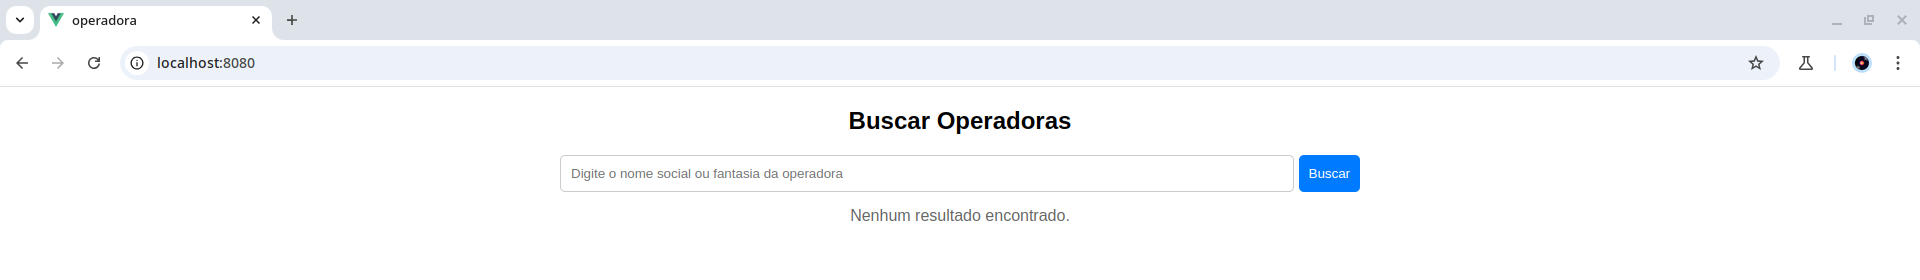 operadora
localhost:8080
Buscar Operadoras
Digite o nome social ou fantasia da operadora
Buscar
Nenhum resultado encontrado.